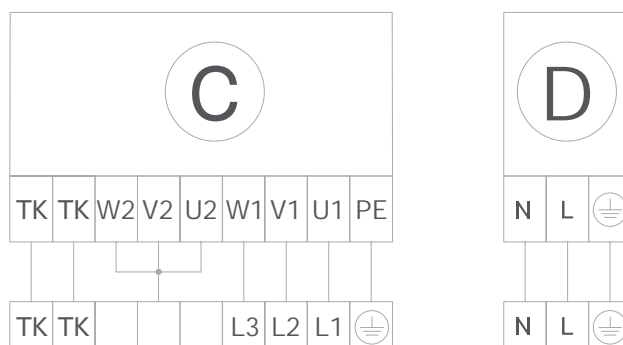 C D
TK TK W2 V2 U2 W1 V1 U1 PE N L
TK TK L3 L2 L1 N L